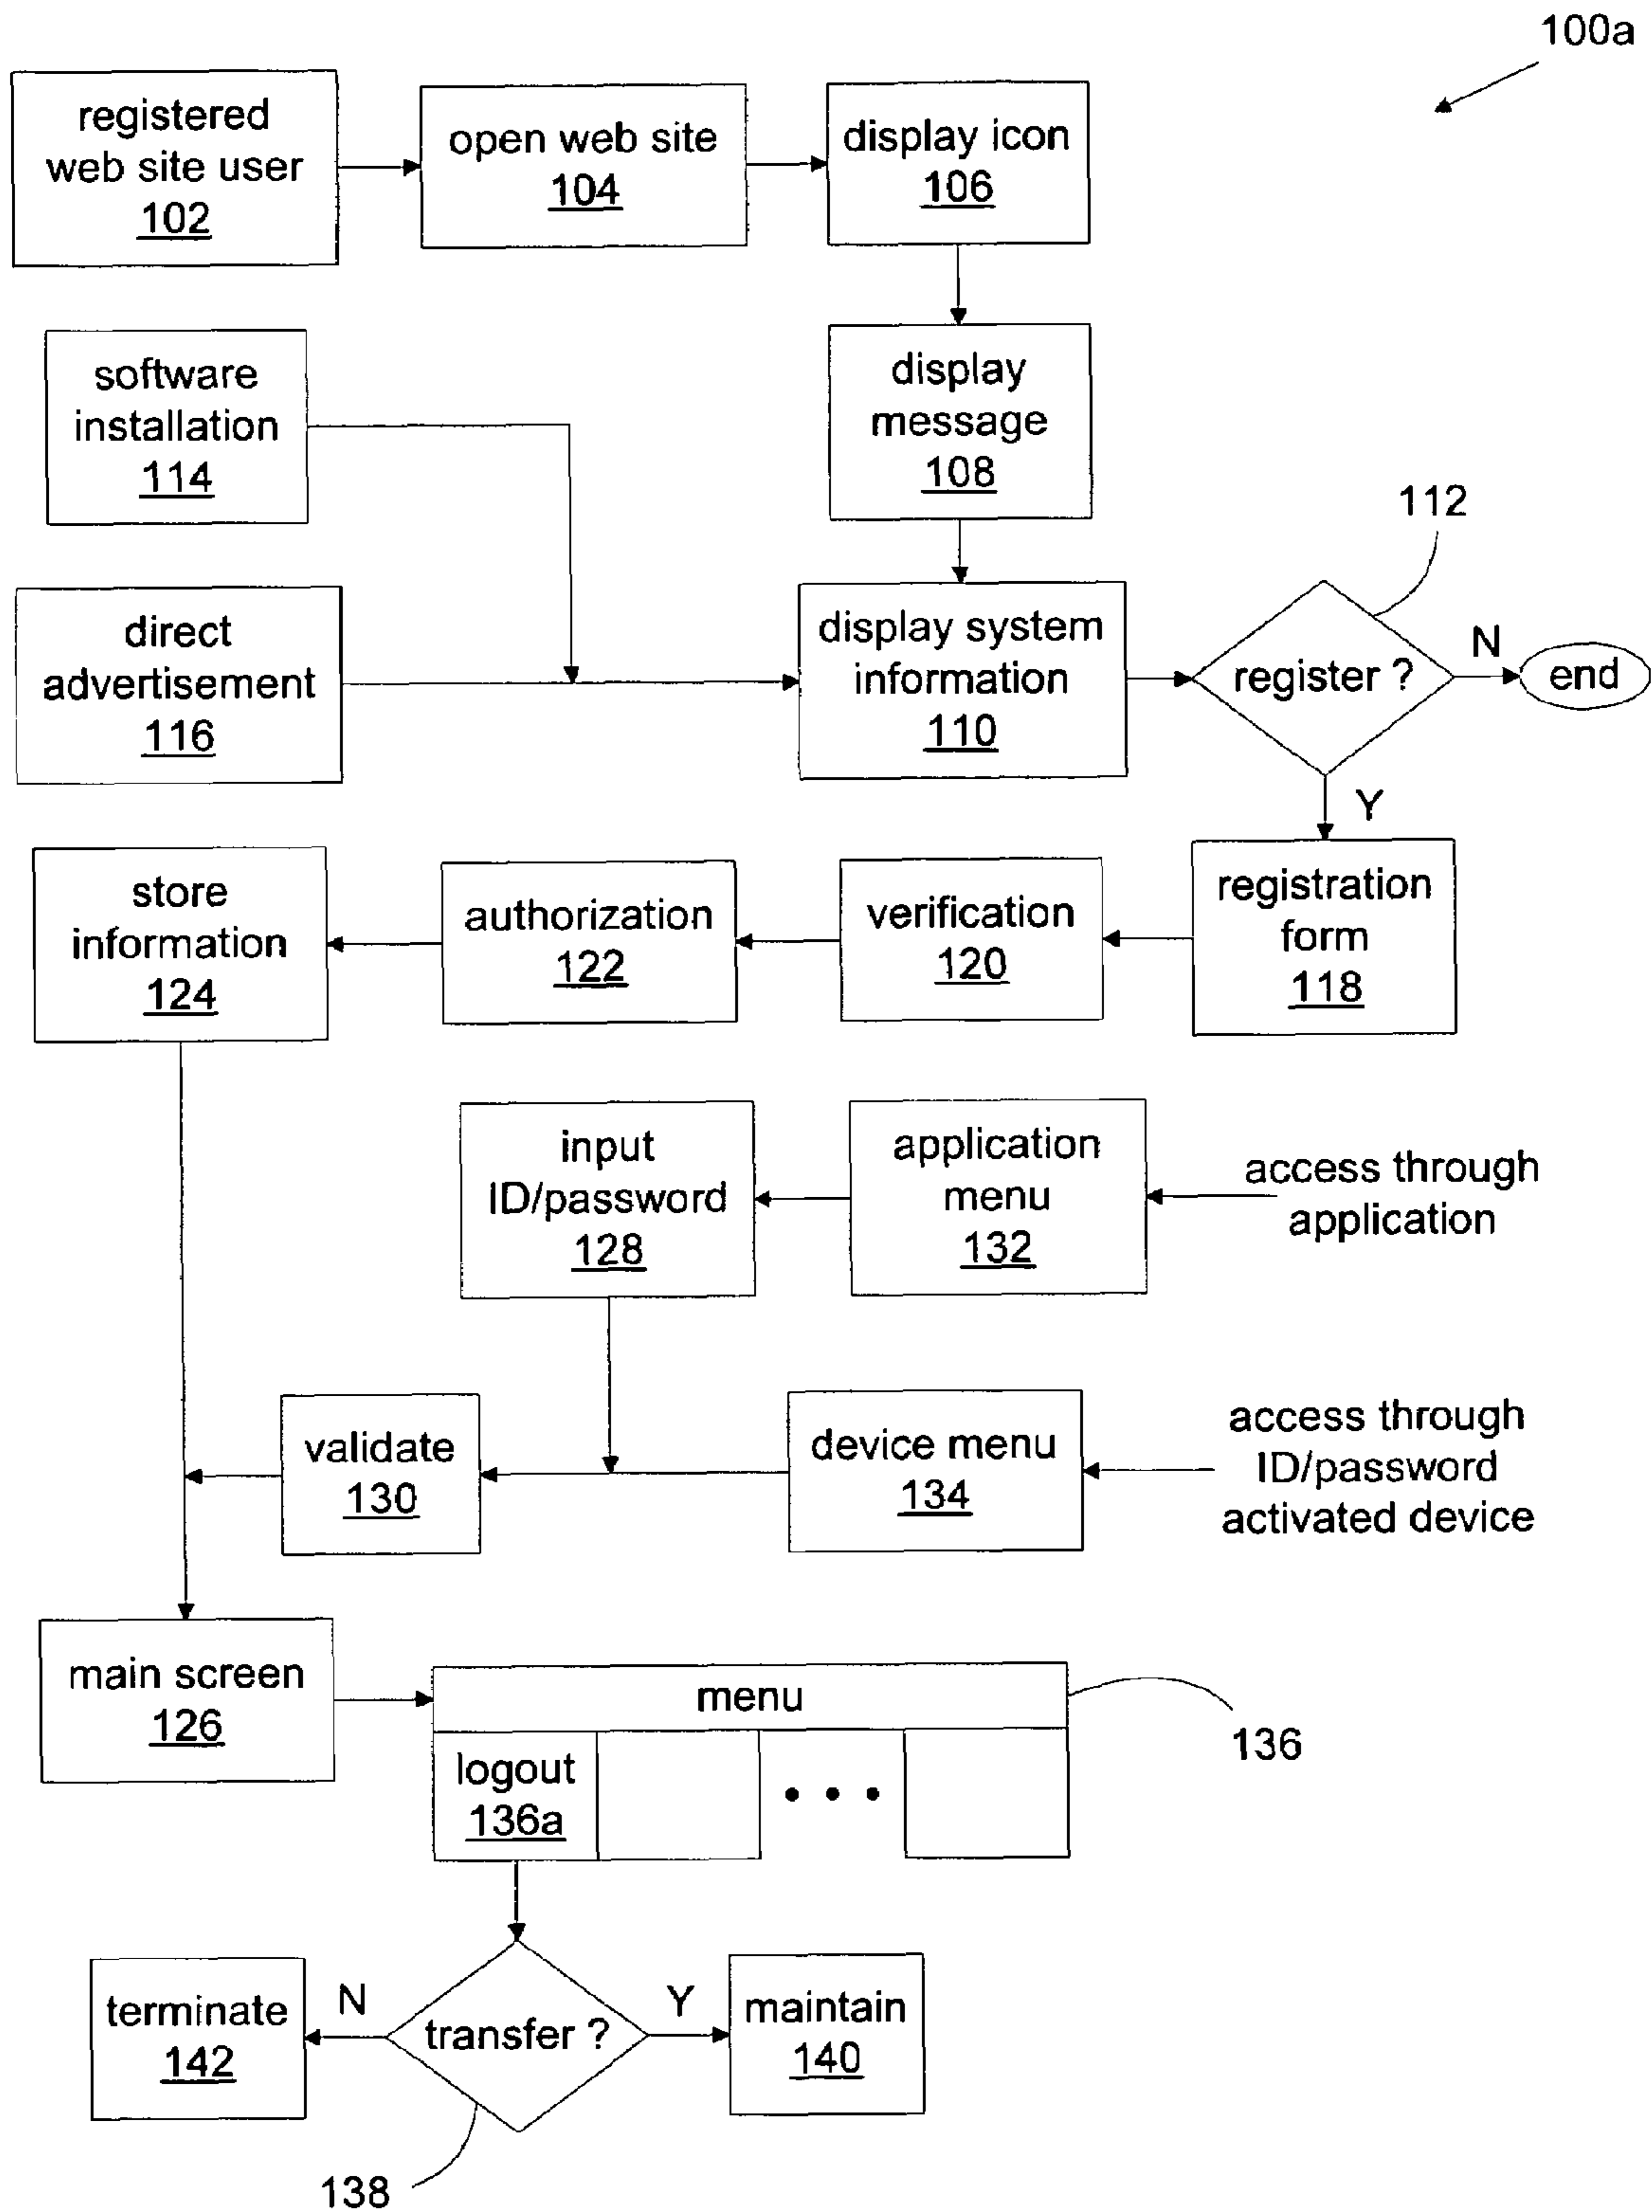 100a
registered
web site user
102
open web site
104
display icon
106
software
installation
114
display
message
108
112
direct
advertisement
116
display system
information
110
register ?
N
end
Y
store
information
124
authorization
122
verification
120
registration
form
118
input
ID/password
128
application
menu
132
access through
application
validate
130
device menu
134
access through
ID/password
activated device
main screen
126
menu
136
logout
136a
• • •
terminate
142
N
transfer ?
Y
maintain
140
138